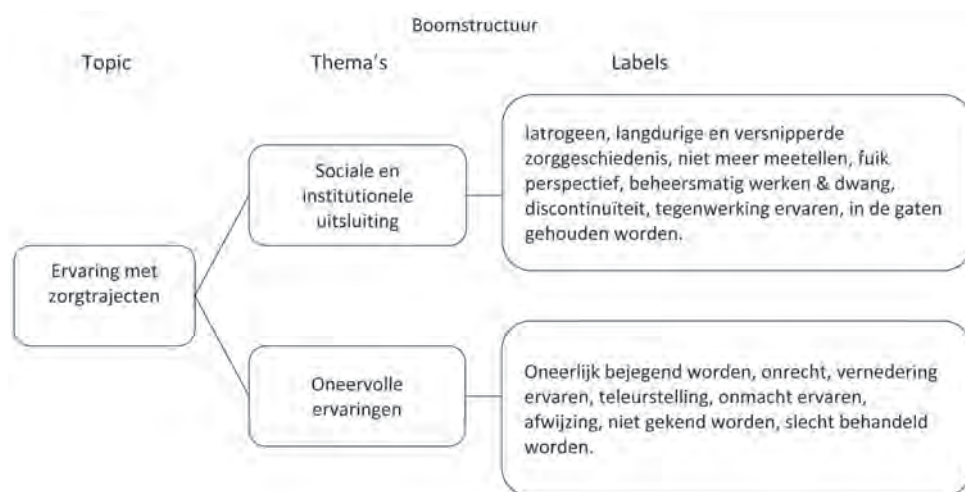 Boomstructuur
Topic
Thema's
Labels
Iatrogeen, langdurige en versnipperde
zorggeschiedenis, niet meer meetellen, fuik
perspectief, beheersmatig werken & dwang,
discontinuïteit, tegenwerking ervaren, in de gaten
gehouden worden.
Sociale en
institutionele
uitsluiting
Ervaring met
zorgtrajecten
Oneervolle
ervaringen
Oneerlijk bejegend worden, onrecht, vernedering
ervaren, teleurstelling, onmacht ervaren,
afwijzing, niet gekend worden, slecht behandeld
worden.